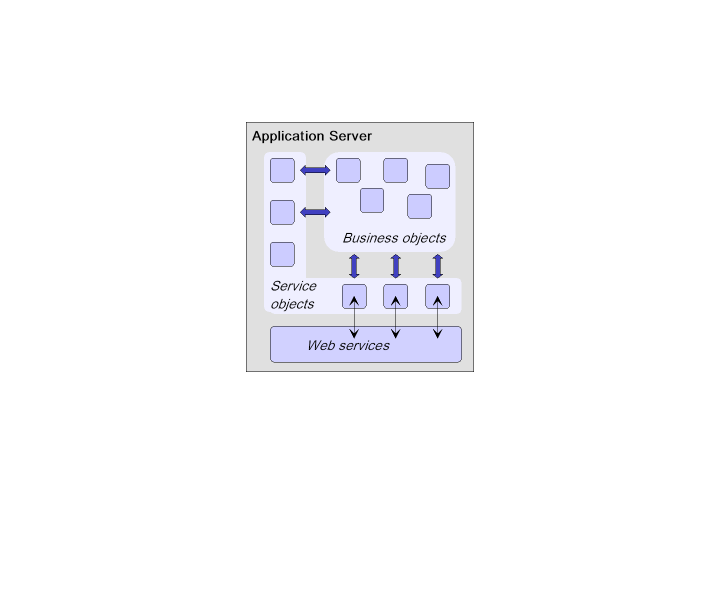 Application Server
Business objects
Service
objects
Web services